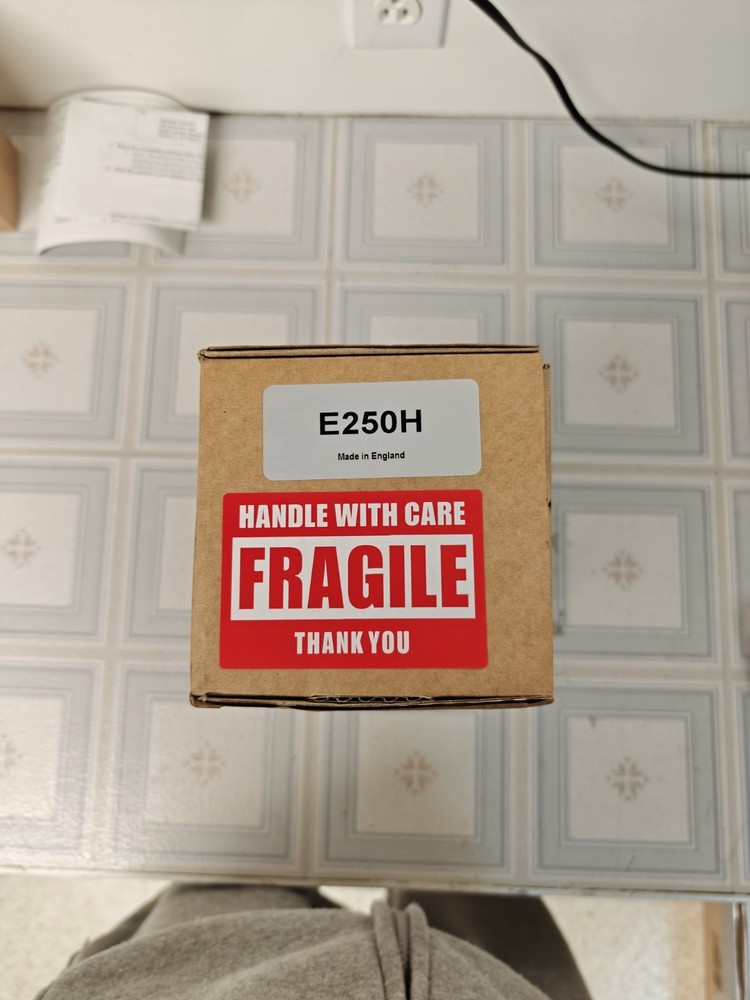 E250H
Made in England
HANDLE WITH CARE
FRAGILE
THANK YOU